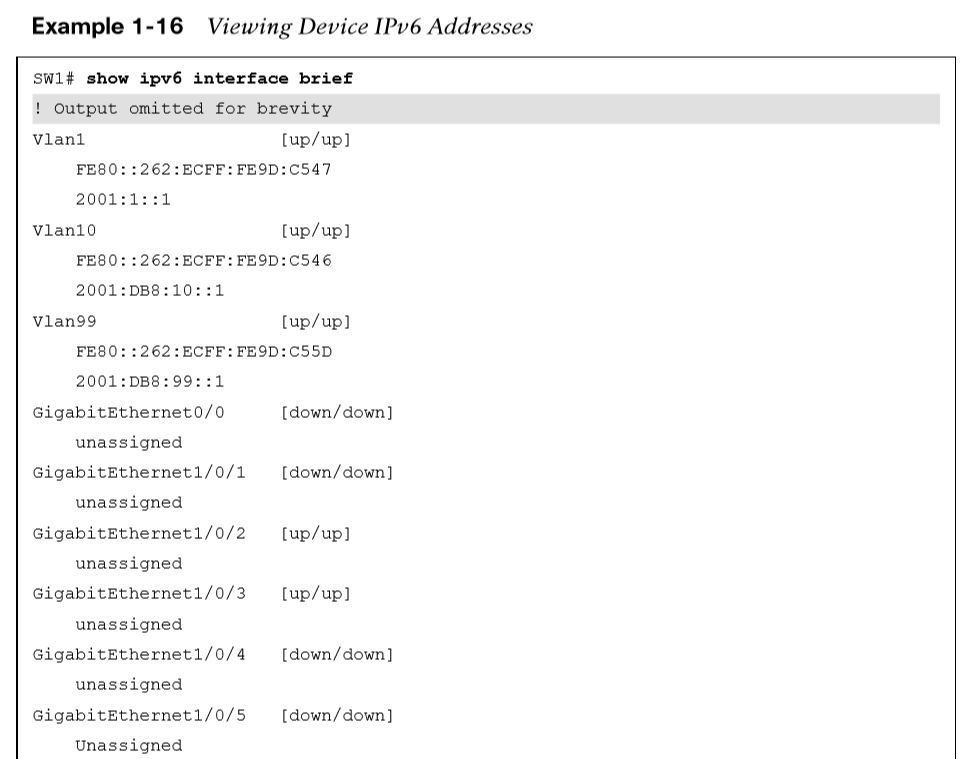 Example 1-16 Viewing Device IPv6 Addresses
SW1# show ipv6 interface brief
! Output omitted for brevity
Vlan1 [up/up]
FE80::262:ECFF:FE9D:C547
2001:1::1
Vlan10 [up/up]
FE80::262:ECFF:FE9D:C546
2001:DB8:10::1
Vlan99 [up/up]
FE80::262:ECFF:FE9D:C55D
2001:DB8:99::1
GigabitEthernet0/0 [down/down]
unassigned
GigabitEthernet1/0/1 [down/down]
unassigned
GigabitEthernet1/0/2 [up/up]
unassigned
GigabitEthernet1/0/3 [up/up]
unassigned
GigabitEthernet1/0/4 [down/down]
unassigned
GigabitEthernet1/0/5 [down/down]
Unassigned